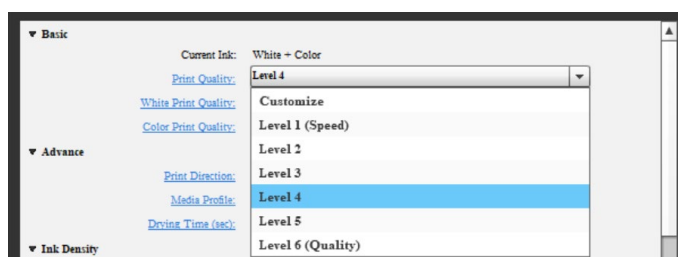 ▼ Basic
Current Ink: White + Color
Print Quality: Level 4
White Print Quality: Customize
Color Print Quality: Level 1 (Speed)
▼ Advance Level 2
Print Direction: Level 3
Media Profile: Level 4
Drying Time (sec): Level 5
▼ Ink Density Level 6 (Quality)